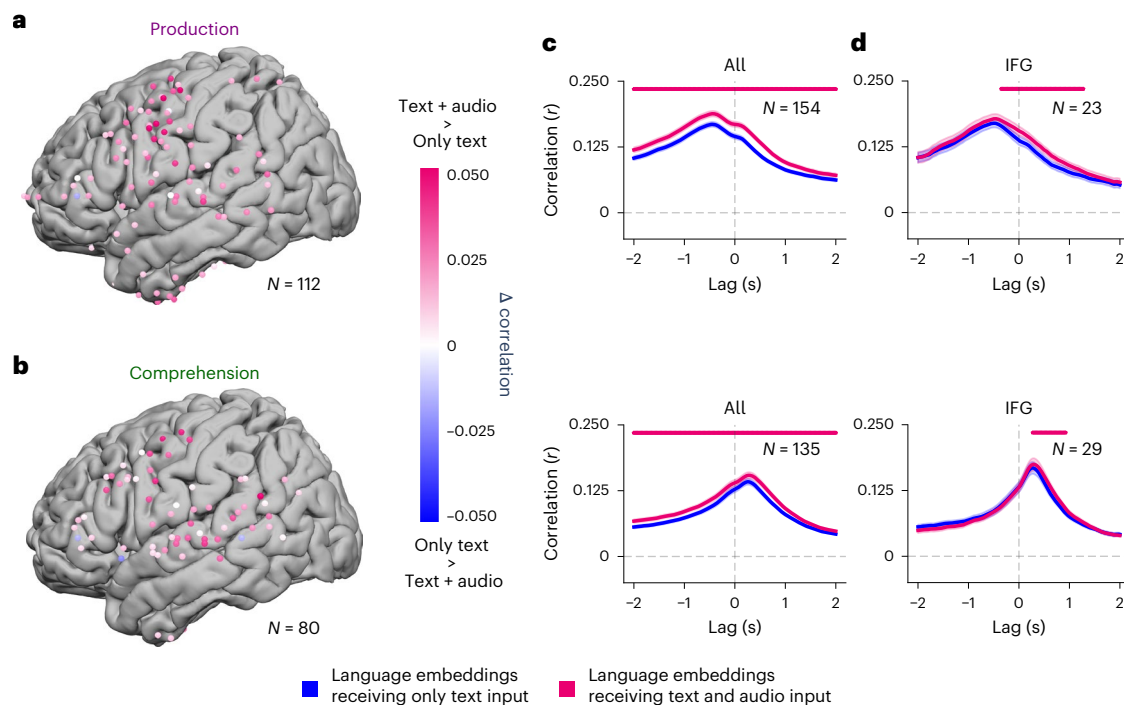 a
Production
N = 112
Text + audio
>
Only text
0.050
0.025
0
–0.025
–0.050
Δ correlation
Only text
>
Text + audio
b
Comprehension
N = 80
c
All
N = 154
Correlation (r)
0.250
0.125
0
–2
–1
0
1
2
Lag (s)
d
IFG
N = 23
0.250
0.125
0
–2
–1
0
1
2
Lag (s)
All
N = 135
Correlation (r)
0.250
0.125
0
–2
–1
0
1
2
Lag (s)
IFG
N = 29
0.250
0.125
0
–2
–1
0
1
2
Lag (s)
Language embeddings
receiving only text input
Language embeddings
receiving text and audio input